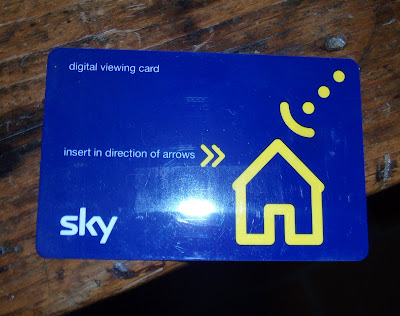 digital viewing card
insert in direction of arrows
sky